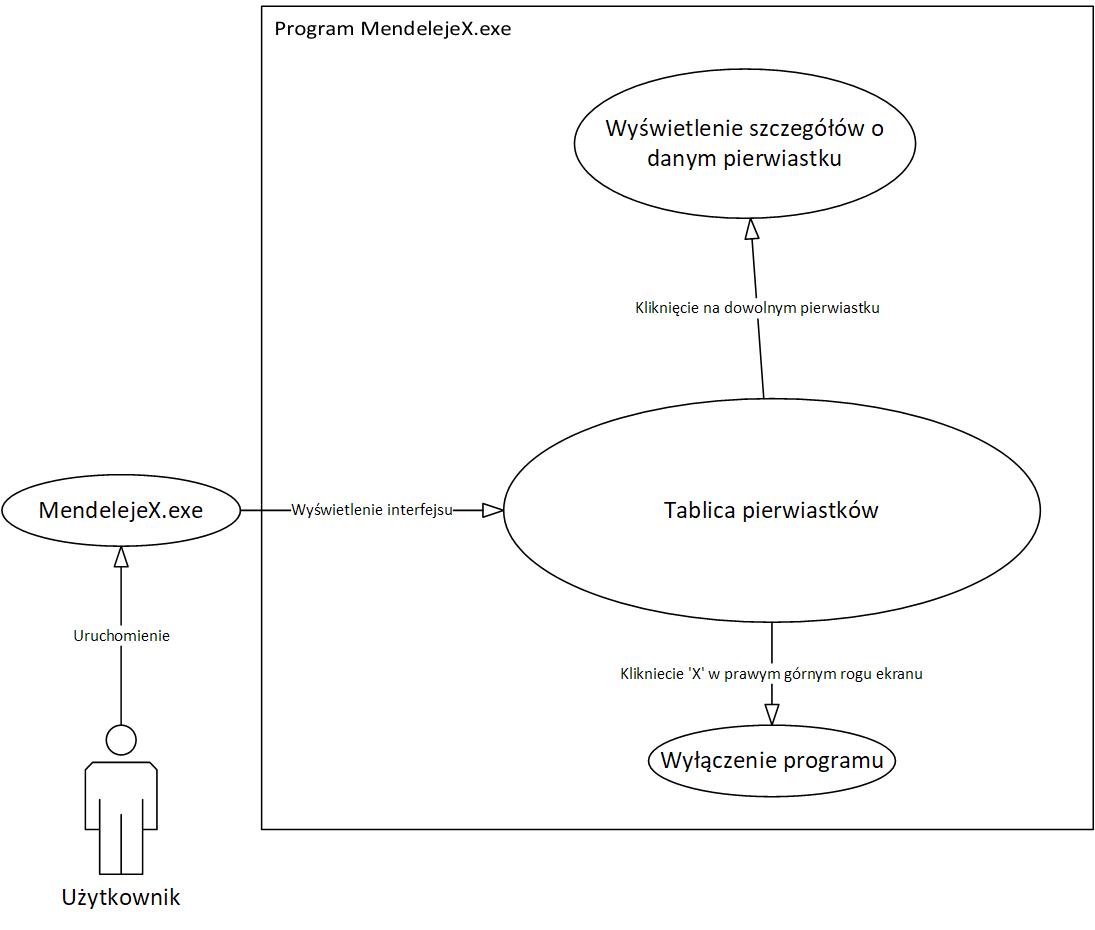 Program MendelejeX.exe
Wyświetlenie szczegółów o
danym pierwiastku
Kliknięcie na dowolnym pierwiastku
MendelejeX.exe
Wyświetlenie interfejsu
Tablica pierwiastków
Uruchomienie
Klikniecie 'X' w prawym górnym rogu ekranu
Wyłączenie programu
Użytkownik